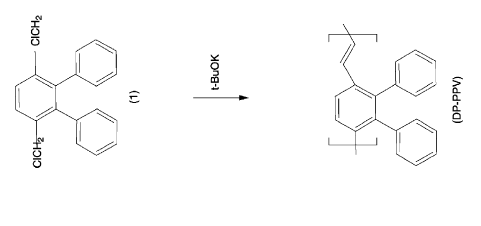 ClCH2
ClCH2
(1)
t-BuOK
(DP-PPV)